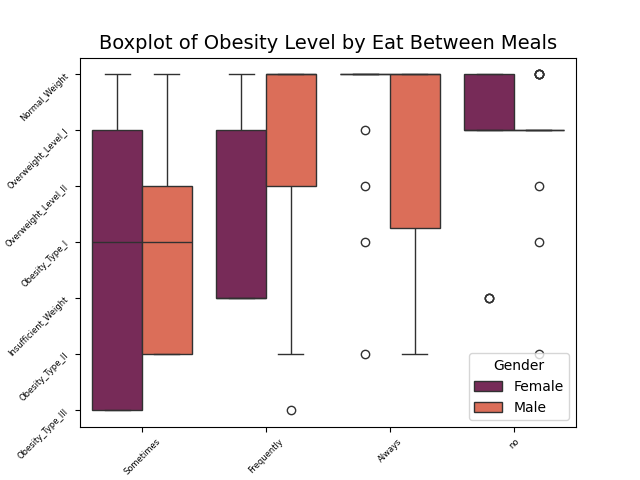 Boxplot of Obesity Level by Eat Between Meals
Normal_Weight
Overweight_Level_I
Overweight_Level_II
Obesity_Type_I
Insufficient_Weight
Obesity_Type_II
Obesity_Type_III
Sometimes
Frequently
Always
no
Gender
Female
Male